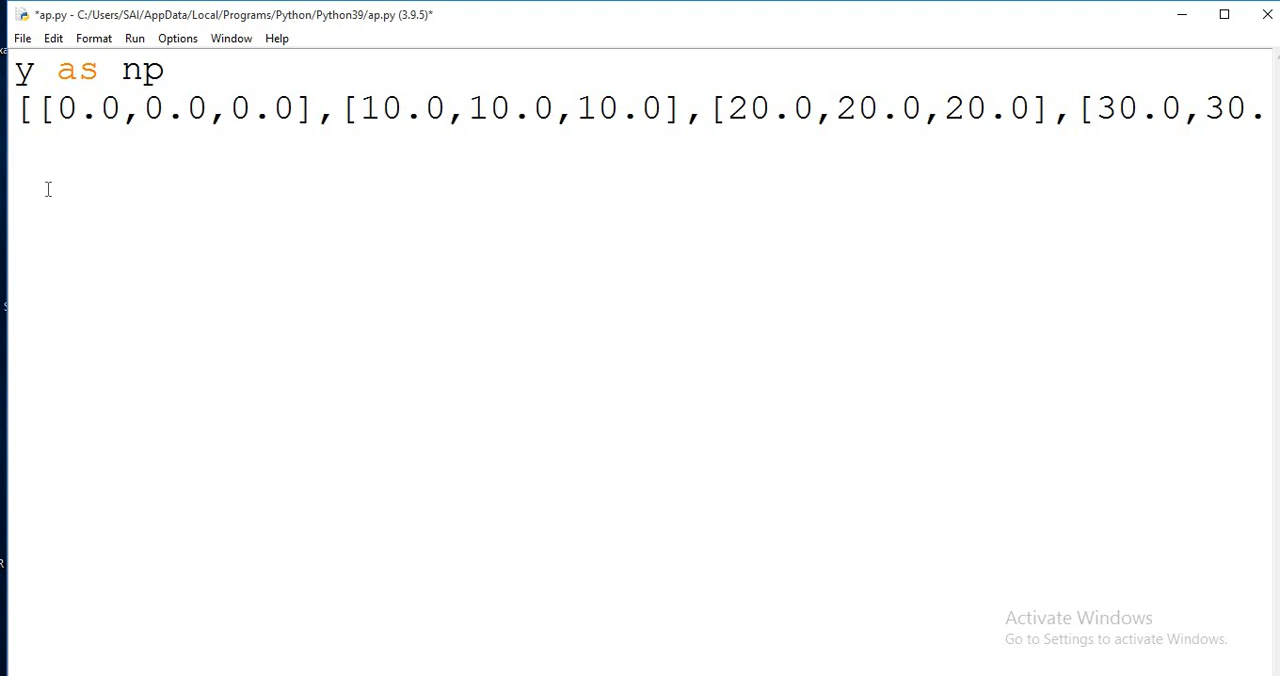 *ap.py - C:/Users/SAI/AppData/Local/Programs/Python/Python39/ap.py (3.9.5)*
File Edit Format Run Options Window Help
y as np
[[0.0,0.0,0.0],[10.0,10.0,10.0],[20.0,20.0,20.0],[30.0,30.
Activate Windows
Go to Settings to activate Windows.